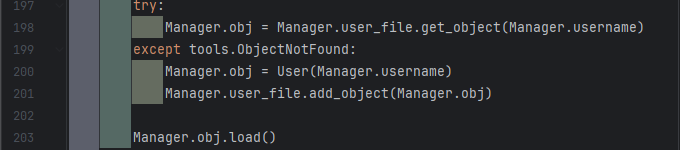 197 try:
198 Manager.obj = Manager.user_file.get_object(Manager.username)
199 except tools.ObjectNotFound:
200 Manager.obj = User(Manager.username)
201 Manager.user_file.add_object(Manager.obj)
202
203 Manager.obj.load()